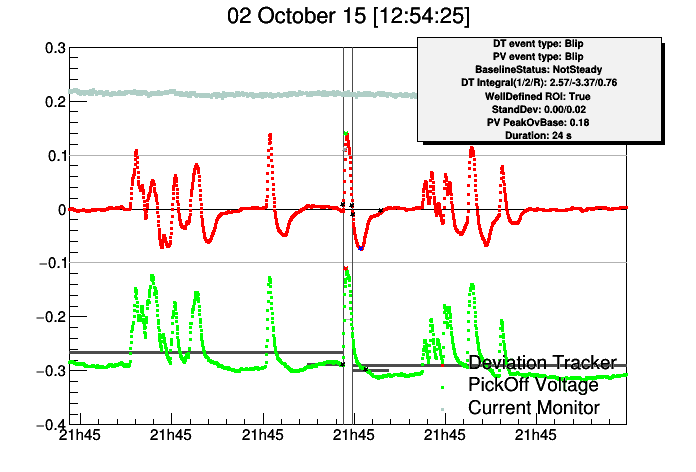 02 October 15 [12:54:25]
DT event type: Blip
PV event type: Blip
BaselineStatus: NotSteady
DT Integral(1/2/R): 2.57/-3.37/0.76
WellDefined ROI: True
StandDev: 0.00/0.02
PV PeakOvBase: 0.18
Duration: 24 s
0.3
0.2
0.1
0
−0.1
−0.2
−0.3
−0.4
Deviation Tracker
PickOff Voltage
Current Monitor
21h45 21h45 21h45 21h45 21h45 21h45